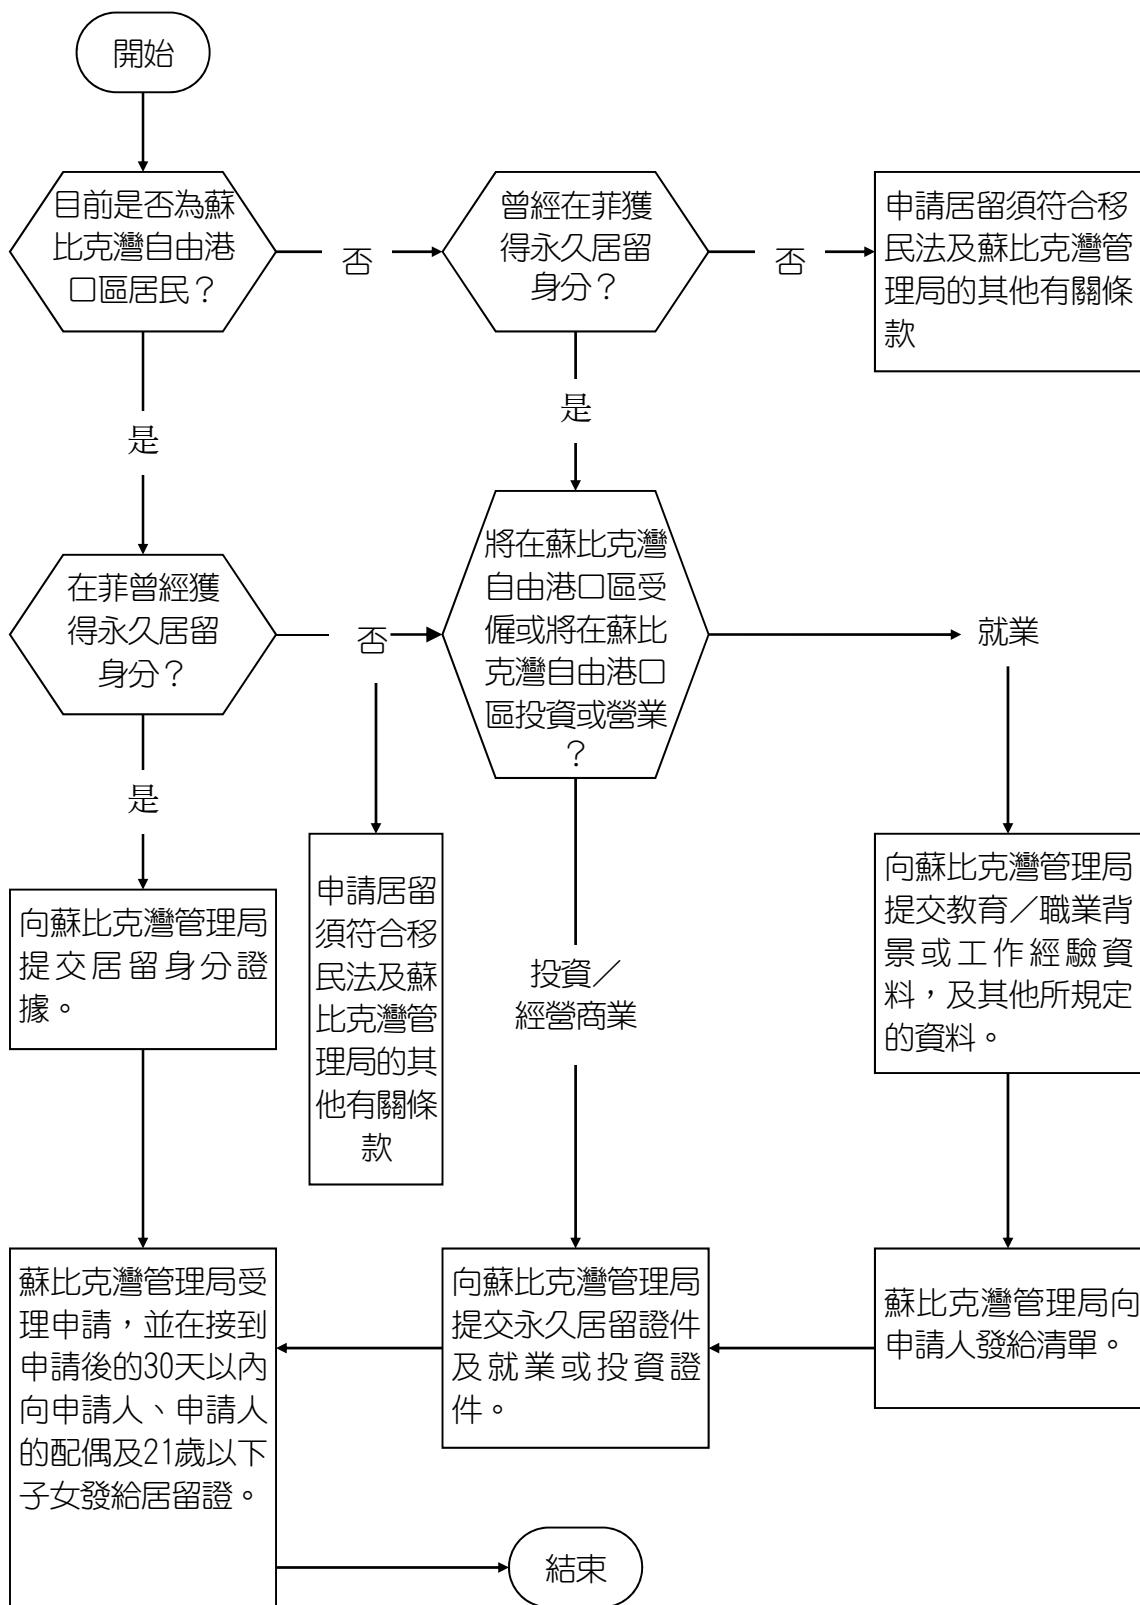 開始
目前是否為蘇
比克灣自由港
口區居民？
否
曾經在菲獲
得永久居留
身分？
否
申請居留須符合移
民法及蘇比克灣管
理局的其他有關條
款
是
是
在菲曾經獲
得永久居留
身分？
否
將在蘇比克灣
自由港口區受
僱或將在蘇比
克灣自由港口
區投資或營業
？
就業
是
向蘇比克灣管理局
提交居留身分證
據。
申請居留
須符合移
民法及蘇
比克灣管
理局的其
他有關條
款
投資／
經營商業
向蘇比克灣管理局
提交教育／職業背
景或工作經驗資
料，及其他所規定
的資料。
蘇比克灣管理局受
理申請，並在接到
申請後的30天以內
向申請人、申請人
的配偶及21歲以下
子女發給居留證。
向蘇比克灣管理局
提交永久居留證件
及就業或投資證
件。
蘇比克灣管理局向
申請人發給清單。
結束